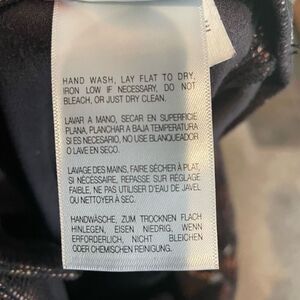 HAND WASH, LAY FLAT TO DRY,
IRON LOW IF NECESSARY, DO NOT
BLEACH, OR JUST DRY CLEAN.
LAVAR A MANO, SECAR EN SUPERFICIE
PLANA, PLANCHAR A BAJA TEMPERATURA
SI ES NECESARIO, NO USE BLANQUEADOR
O LAVE EN SECO.
LAVAGE DES MAINS, FAIRE SÉCHER À PLAT,
SI NÉCESSAIRE, REPASSE SUR RÉGLAGE
FAIBLE, NE PAS UTILISER D'EAU DE JAVEL
OU NETTOYER À SEC.
HANDWÄSCHE, ZUM TROCKNEN FLACH
HINLEGEN, EISEN NIEDRIG, WENN
ERFORDERLICH, NICHT BLEICHEN
ODER CHEMISCHEN REINIGUNG.